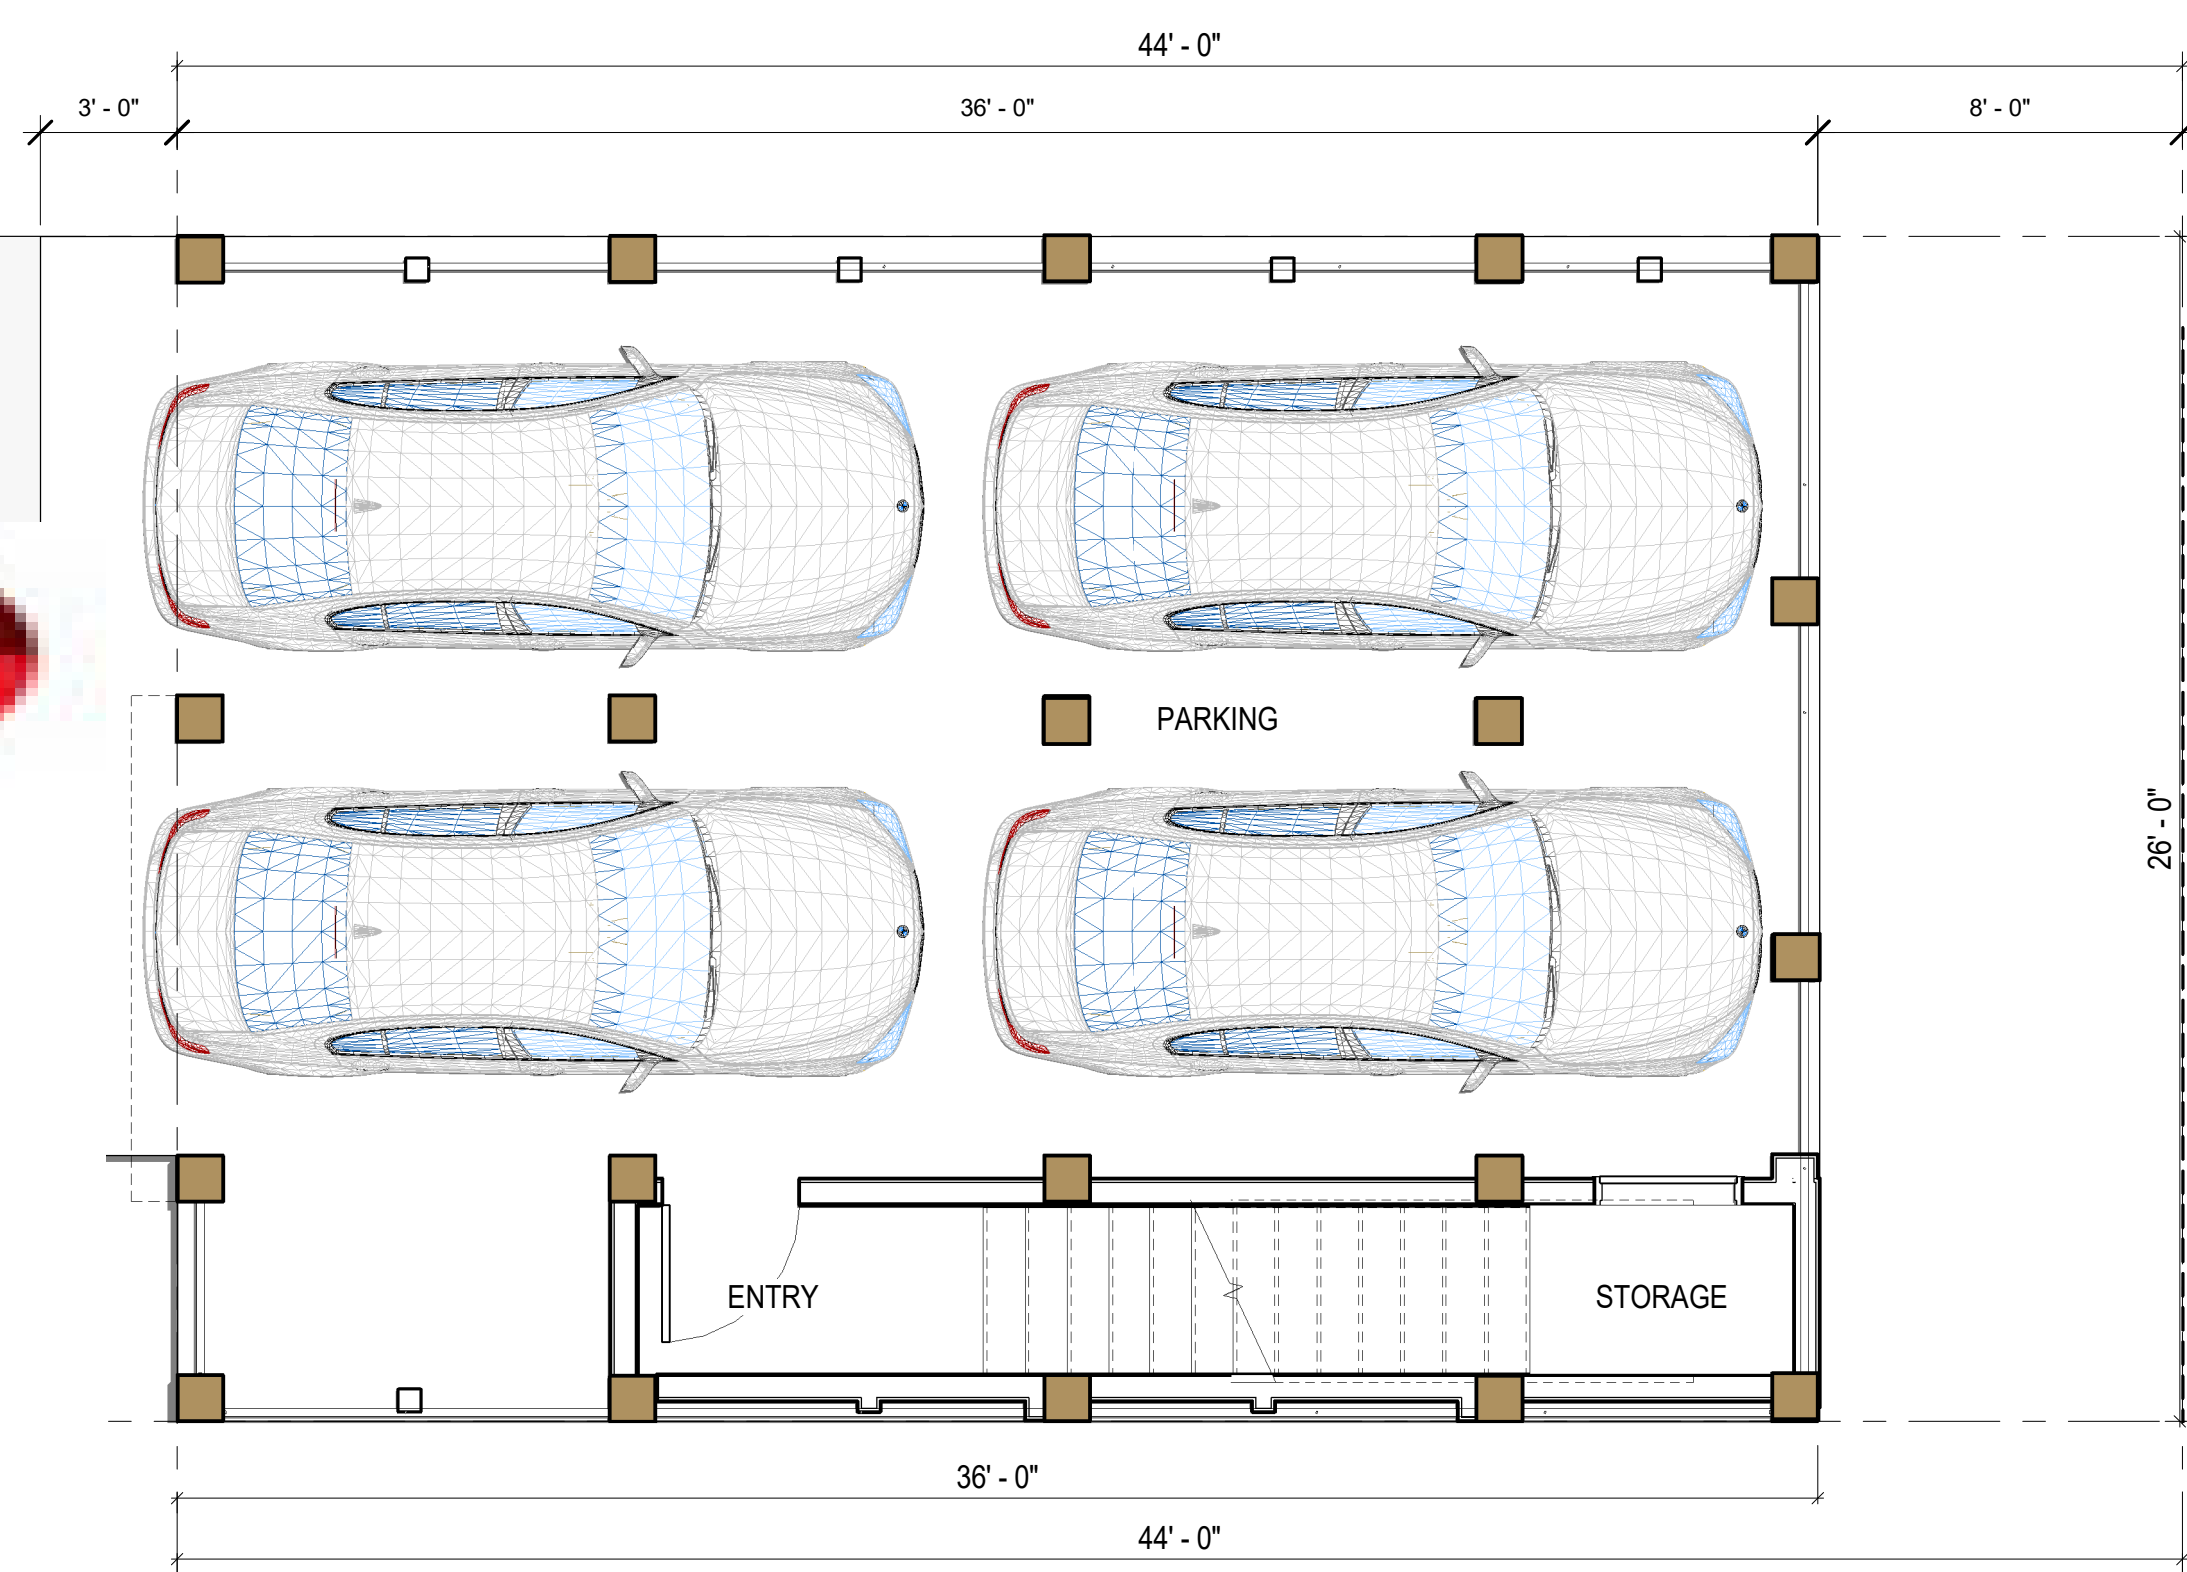 44' - 0"
3' - 0"
36' - 0"
8' - 0"
PARKING
26' - 0"
ENTRY
STORAGE
36' - 0"
44' - 0"